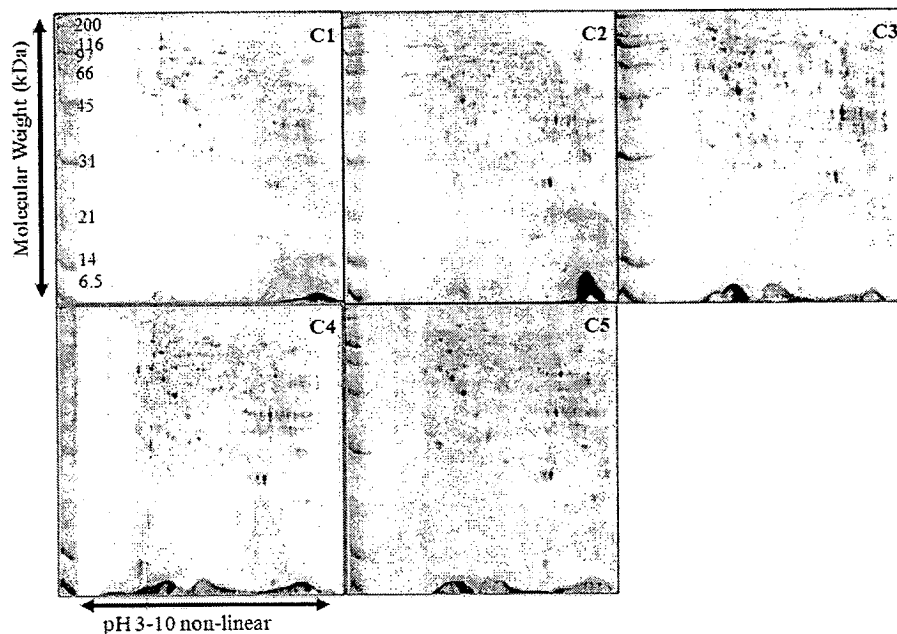 200
116
97
66
45
31
21
14
6.5
Molecular Weight (kDa)
C1
C2
C3
C4
C5
pH 3-10 non-linear